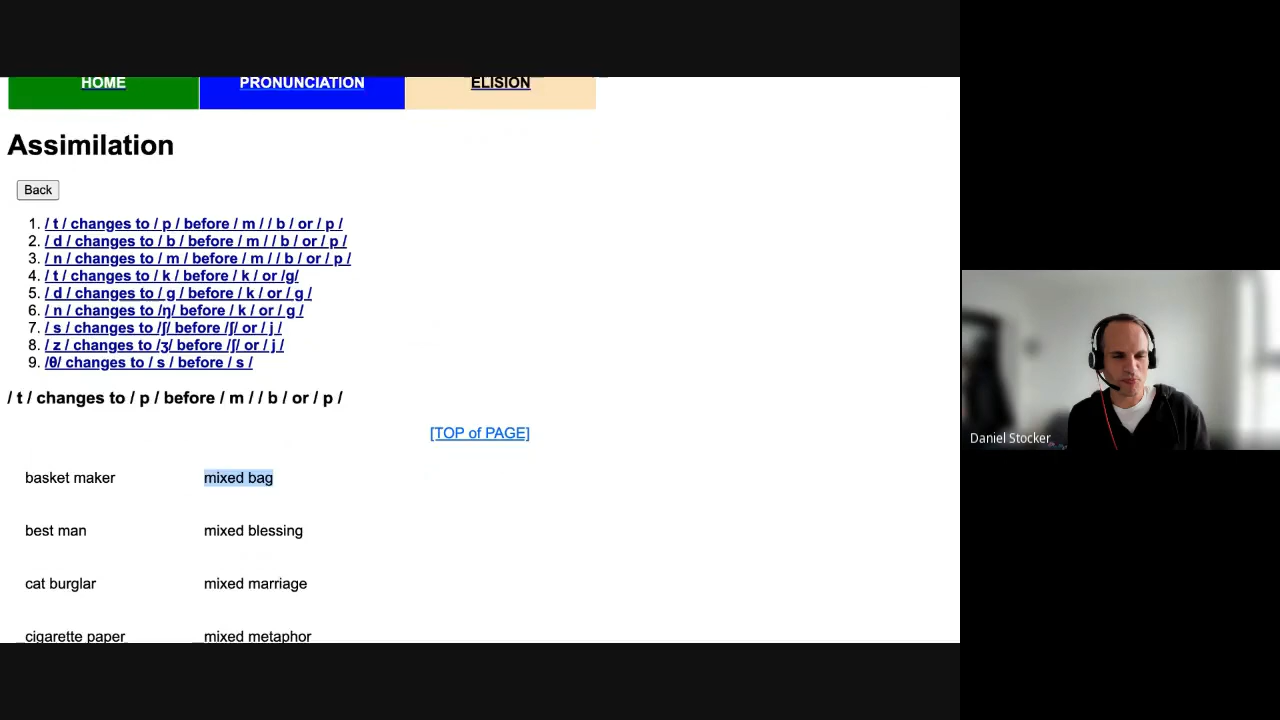 HOME PRONUNCIATION ELISION
Assimilation
Back
1. / t / changes to / p / before / m / / b / or / p /
2. / d / changes to / b / before / m / / b / or / p /
3. / n / changes to / m / before / m / / b / or / p /
4. / t / changes to / k / before / k / or /g/
5. / d / changes to / g / before / k / or / g /
6. / n / changes to /ŋ/ before / k / or / g /
7. / s / changes to /ʃ/ before /ʃ/ or / j /
8. / z / changes to /ʒ/ before /ʃ/ or / j /
9. /θ/ changes to / s / before / s /
/ t / changes to / p / before / m / / b / or / p /
[TOP of PAGE]
basket maker mixed bag
best man mixed blessing
cat burglar mixed marriage
cigarette paper mixed metaphor
Daniel Stocker